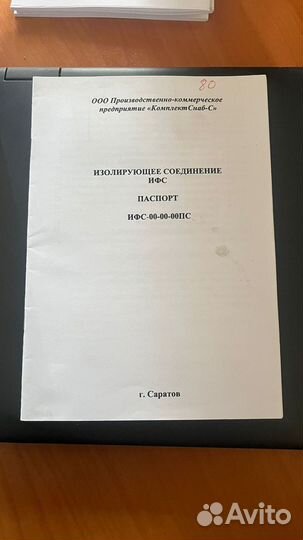 80
ООО Производственно-коммерческое
предприятие «КомплектСнаб-С»
ИЗОЛИРУЮЩЕЕ СОЕДИНЕНИЕ
ИФС
ПАСПОРТ
ИФС-00-00-00ПС
г. Саратов
Avito